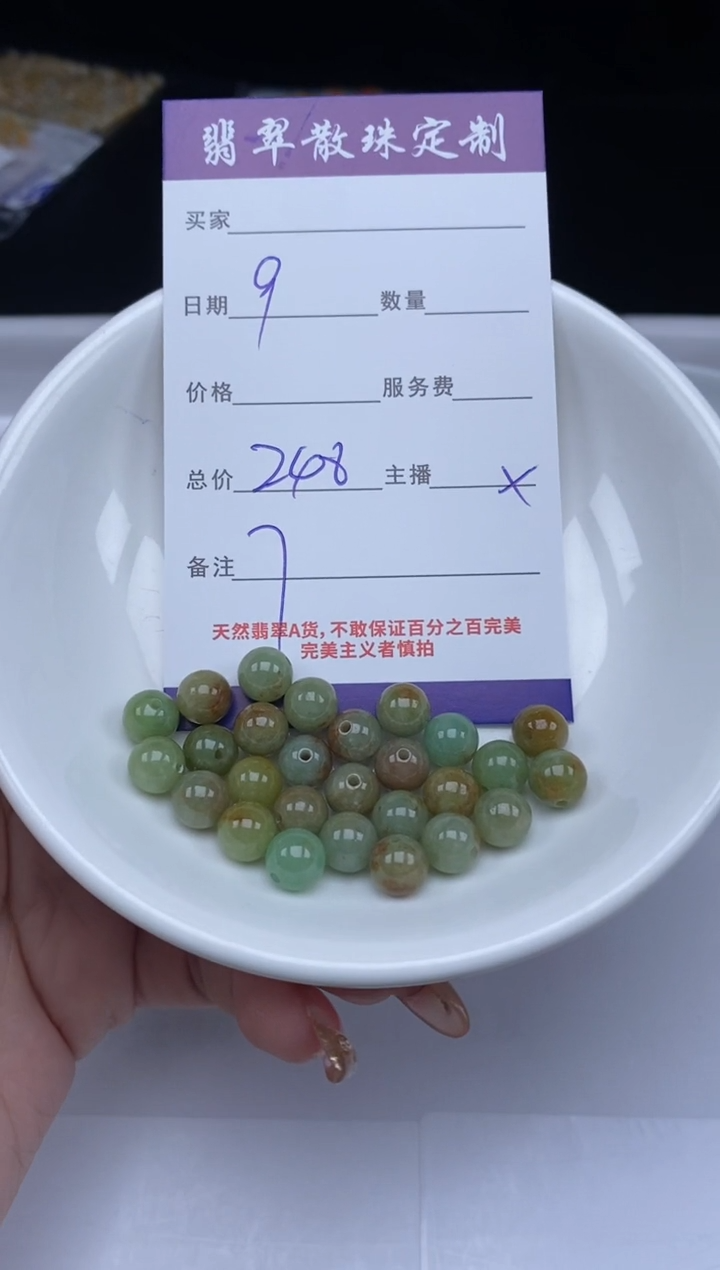 翡翠散珠定制
买家
日期 9 数量
价格 服务费
总价 248 主播 X
备注 7
天然翡翠A货,不敢保证百分之百完美
完美主义者慎拍